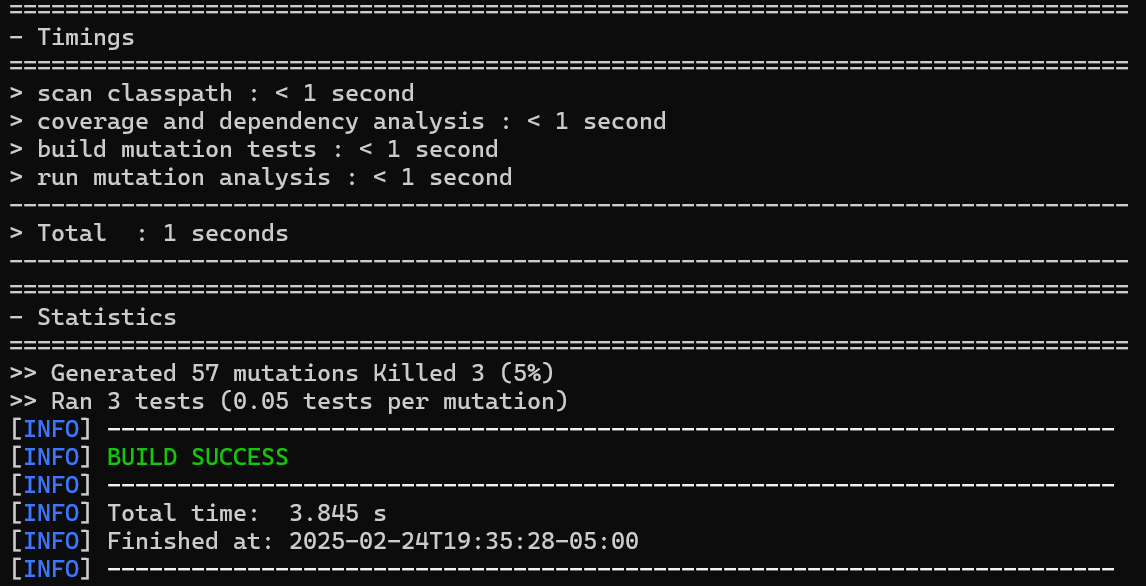 ================================================================================
- Timings
================================================================================
> scan classpath : < 1 second
> coverage and dependency analysis : < 1 second
> build mutation tests : < 1 second
> run mutation analysis : < 1 second
--------------------------------------------------------------------------------
> Total  : 1 seconds
--------------------------------------------------------------------------------
================================================================================
- Statistics
================================================================================
>> Generated 57 mutations Killed 3 (5%)
>> Ran 3 tests (0.05 tests per mutation)
[INFO] ------------------------------------------------------------------------
[INFO] BUILD SUCCESS
[INFO] ------------------------------------------------------------------------
[INFO] Total time:  3.845 s
[INFO] Finished at: 2025-02-24T19:35:28-05:00
[INFO] ------------------------------------------------------------------------